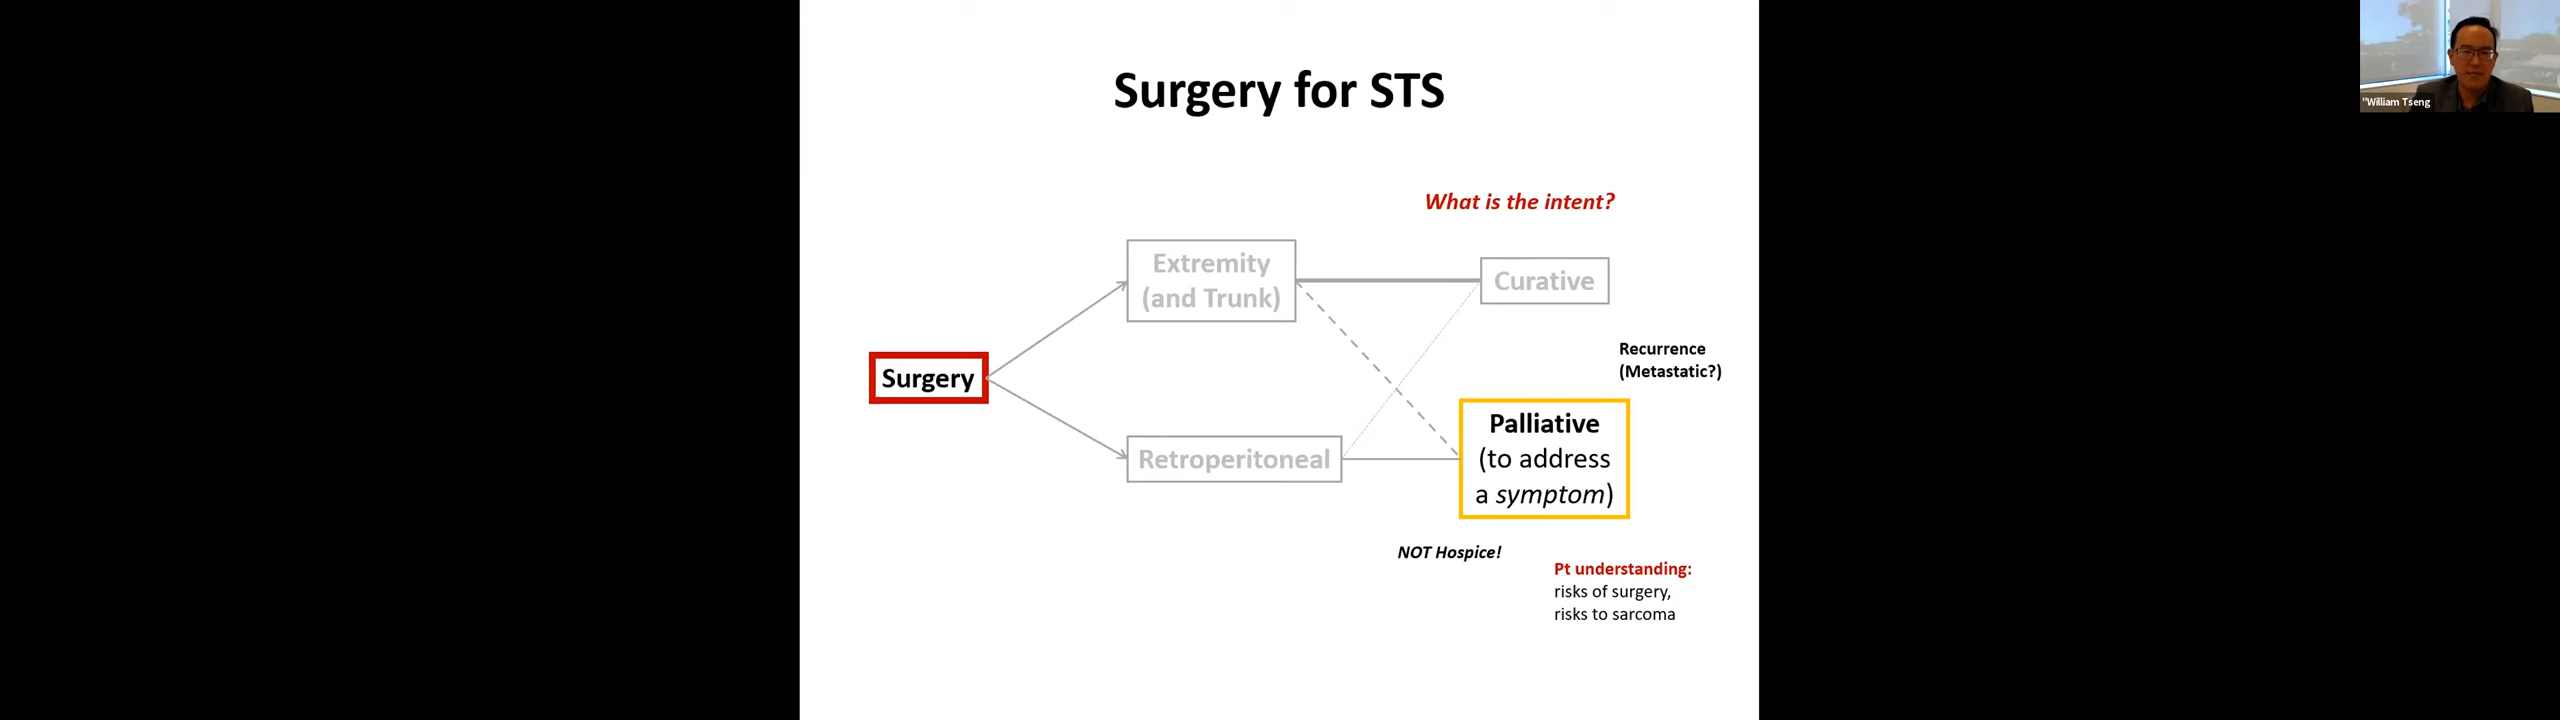 Surgery for STS
"William Tseng
What is the intent?
Extremity
(and Trunk)
Curative
Surgery
Recurrence
(Metastatic?)
Retroperitoneal
Palliative
(to address
a symptom)
NOT Hospice!
Pt understanding:
risks of surgery,
risks to sarcoma